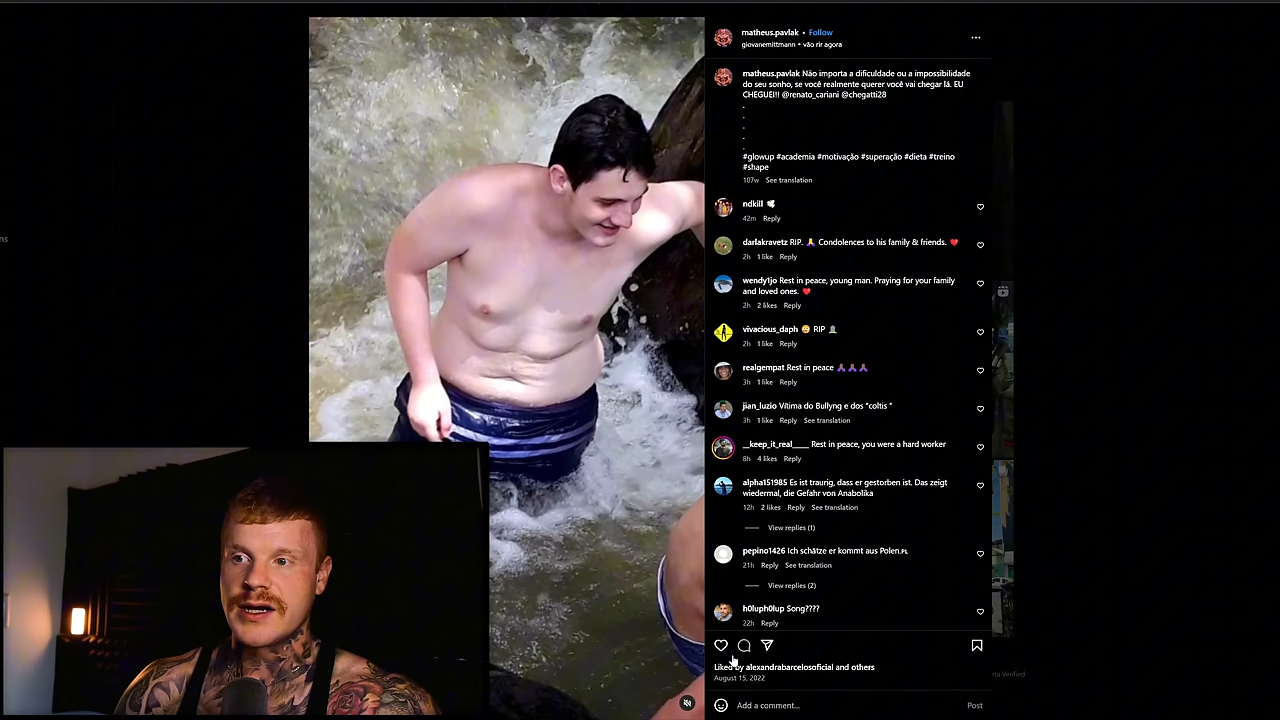 matheus.pavlak • Follow
giovanemittmann • vão rir agora
matheus.pavlak Não importa a dificuldade ou a impossibilidade
do seu sonho, se você realmente querer você vai chegar lá. EU
CHEGUEI!! @renato_cariani @chegatti28
.
.
.
.
.
#glowup #academia #motivação #superação #dieta #treino
#shape
107w See translation
ndkill 🕊
42m Reply
darlakravetz RIP. 🙏 Condolences to his family & friends. ❤️
2h 1 like Reply
wendy1jo Rest in peace, young man. Praying for your family
and loved ones. ❤️
2h 2 likes Reply
vivacious_daph 😢 RIP 🪦
2h 1 like Reply
realgempat Rest in peace 🙏🏾🙏🏾🙏🏾
3h 1 like Reply
jian_luzio Vítima do Bullyng e dos "coltis "
3h 1 like Reply See translation
__keep_it_real____ Rest in peace, you were a hard worker
8h 4 likes Reply
alpha151985 Es ist traurig, dass er gestorben ist. Das zeigt
wiedermal, die Gefahr von Anabolika
12h 2 likes Reply See translation
View replies (1)
pepino1426 Ich schätze er kommt aus Polen🇵🇱
21h Reply See translation
View replies (2)
h0luph0lup Song????
22h Reply
Liked by alexandrabarcelosoficial and others
August 15, 2022
Add a comment... Post
ns
ta Verified